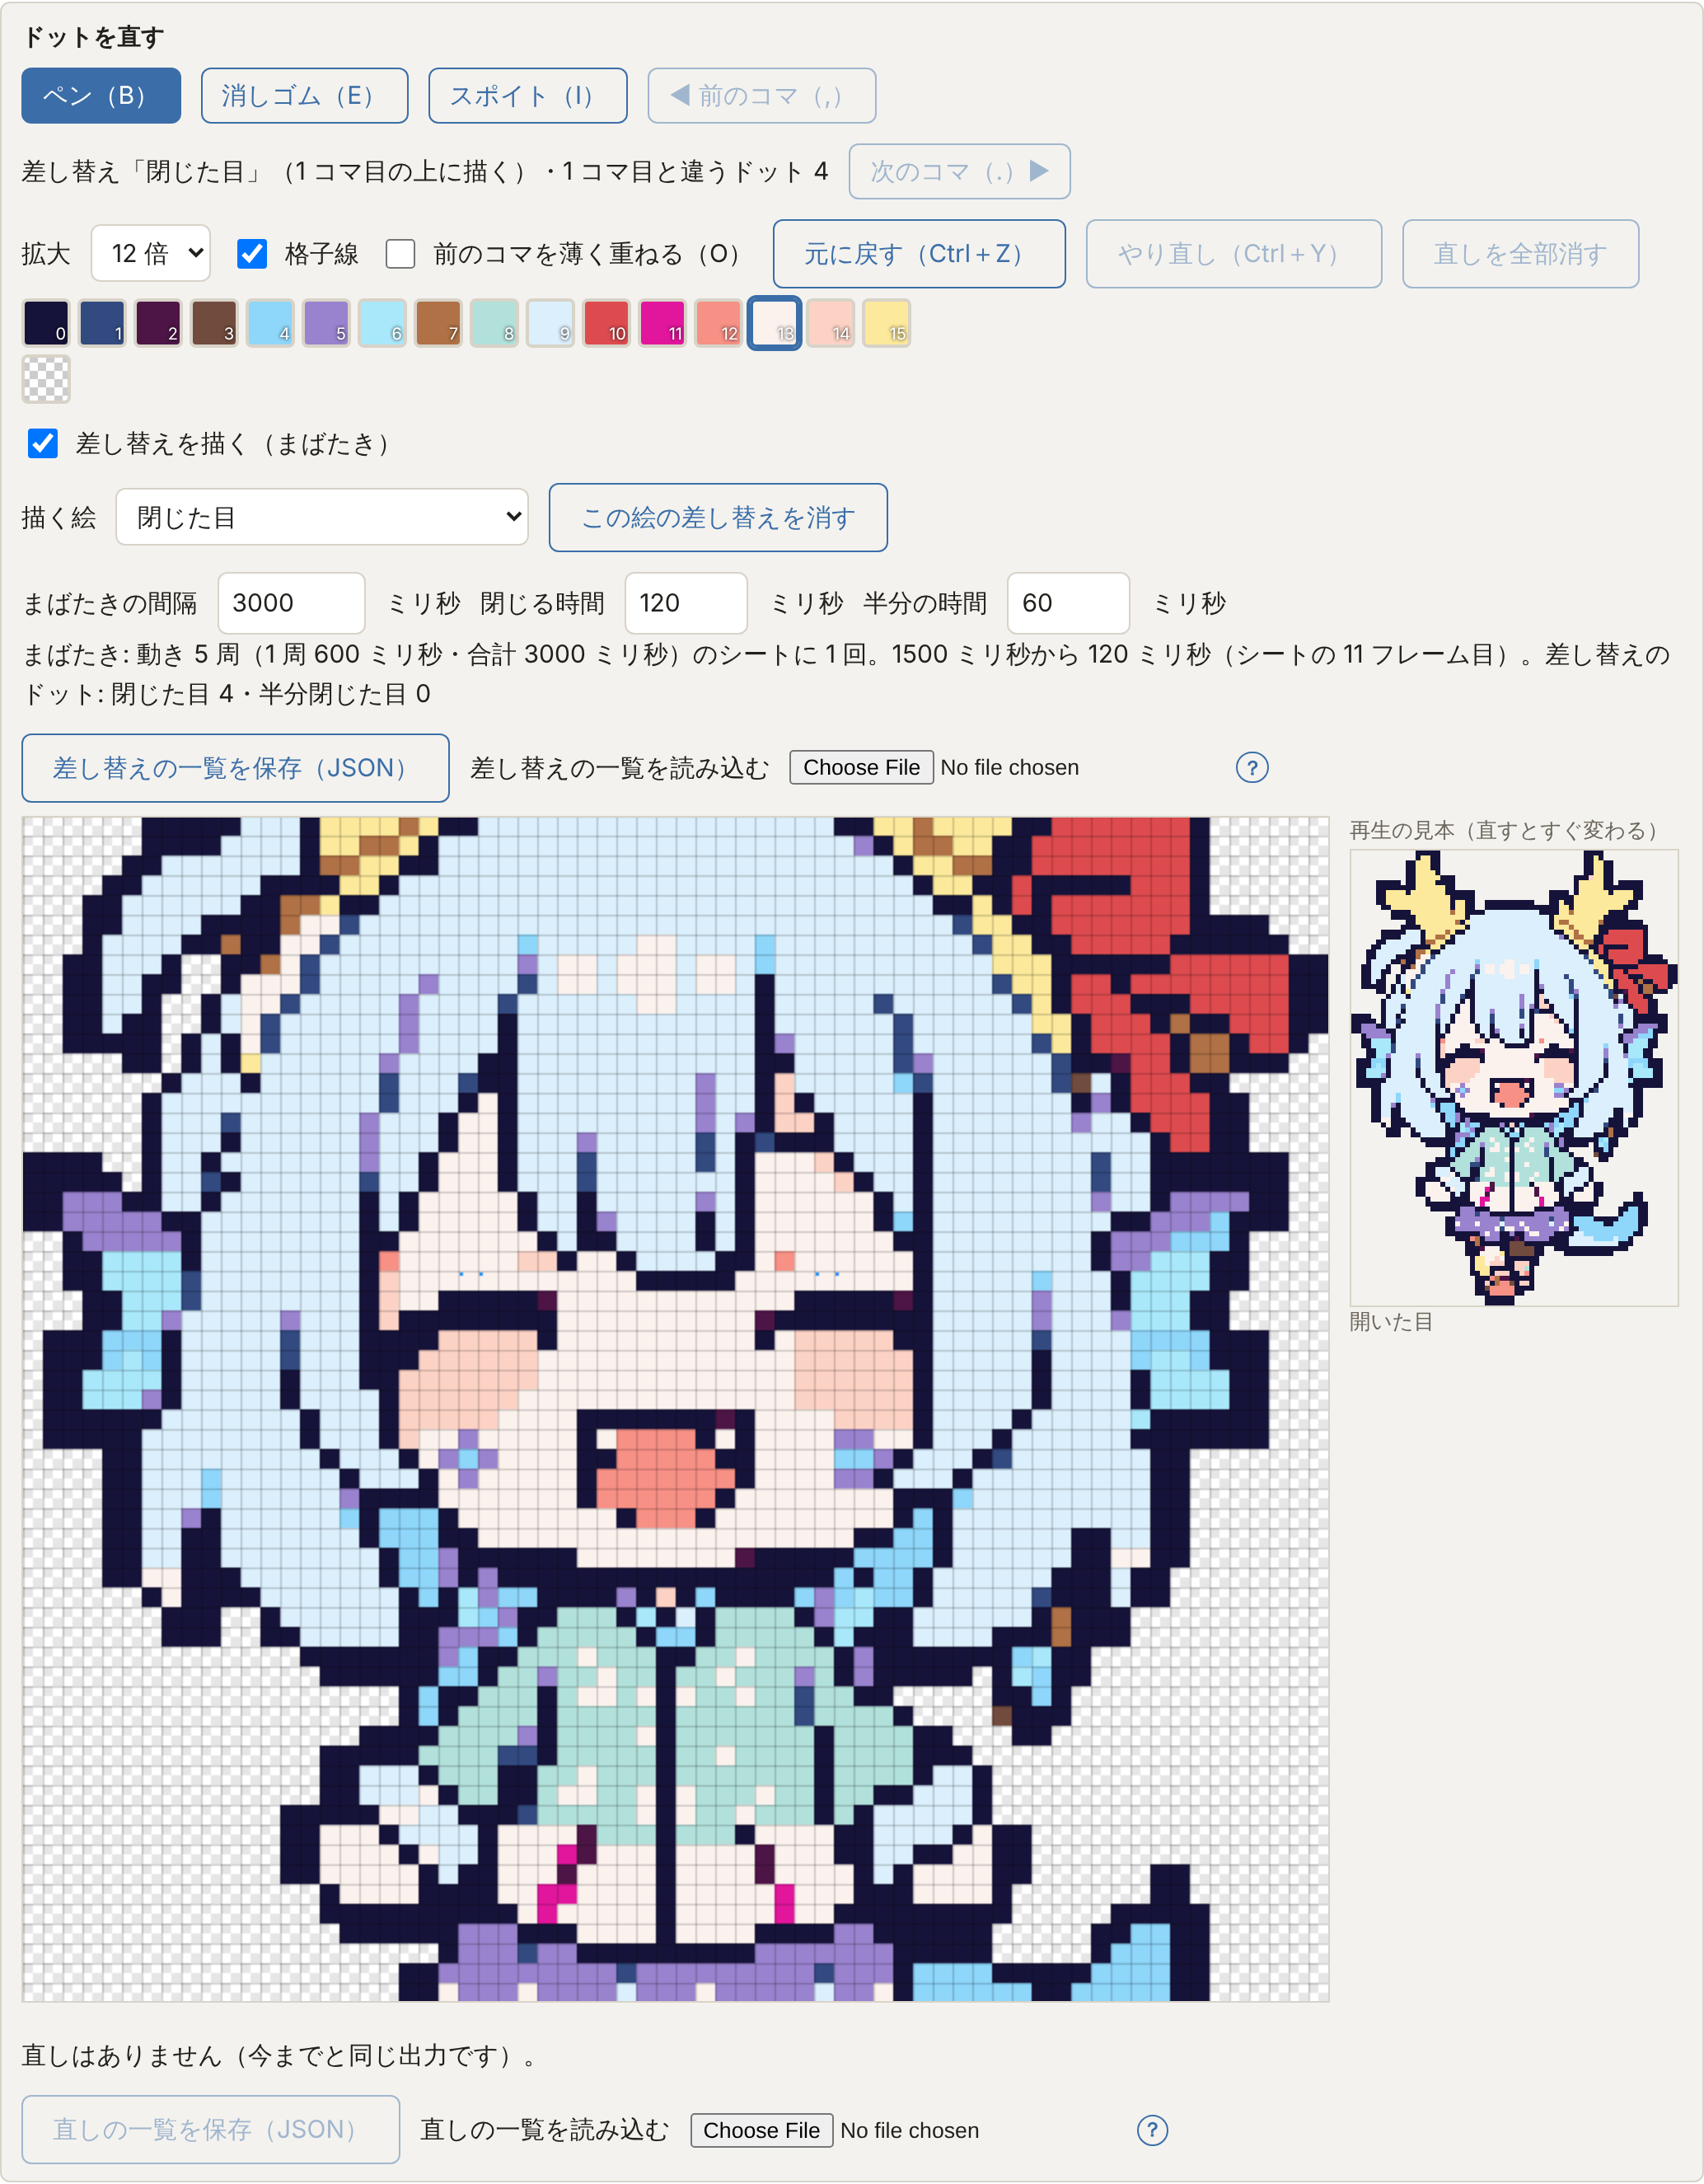 ドットを直す
ペン（B） 消しゴム（E） スポイト（I） ◀ 前のコマ（,）
差し替え「閉じた目」（1 コマ目の上に描く）・1 コマ目と違うドット 4 次のコマ（.）▶
拡大 12 倍 格子線 前のコマを薄く重ねる（O） 元に戻す（Ctrl＋Z） やり直し（Ctrl＋Y） 直しを全部消す
0 1 2 3 4 5 6 7 8 9 10 11 12 13 14 15
差し替えを描く（まばたき）
描く絵 閉じた目 この絵の差し替えを消す
まばたきの間隔 3000 ミリ秒 閉じる時間 120 ミリ秒 半分の時間 60 ミリ秒
まばたき: 動き 5 周（1 周 600 ミリ秒・合計 3000 ミリ秒）のシートに 1 回。1500 ミリ秒から 120 ミリ秒（シートの 11 フレーム目）。差し替えの
ドット: 閉じた目 4・半分閉じた目 0
差し替えの一覧を保存（JSON） 差し替えの一覧を読み込む Choose File No file chosen ?
再生の見本（直すとすぐ変わる）
開いた目
直しはありません（今までと同じ出力です）。
直しの一覧を保存（JSON） 直しの一覧を読み込む Choose File No file chosen ?